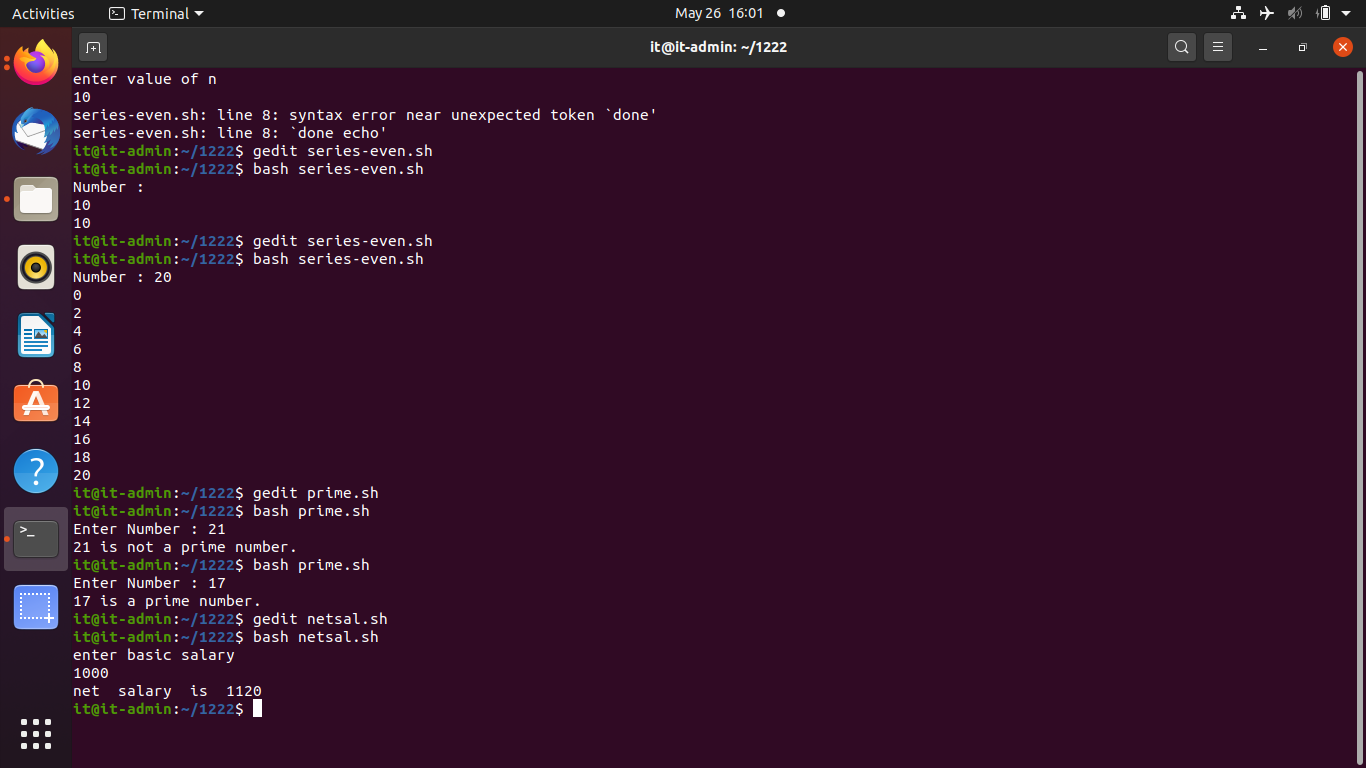 Activities
Terminal
May 26 16:01
it@it-admin: ~/1222
enter value of n
10
series-even.sh: line 8: syntax error near unexpected token `done'
series-even.sh: line 8: `done echo'
it@it-admin:~/1222$ gedit series-even.sh
it@it-admin:~/1222$ bash series-even.sh
Number :
10
10
it@it-admin:~/1222$ gedit series-even.sh
it@it-admin:~/1222$ bash series-even.sh
Number : 20
0
2
4
6
8
10
12
14
16
18
20
it@it-admin:~/1222$ gedit prime.sh
it@it-admin:~/1222$ bash prime.sh
Enter Number : 21
21 is not a prime number.
it@it-admin:~/1222$ bash prime.sh
Enter Number : 17
17 is a prime number.
it@it-admin:~/1222$ gedit netsal.sh
it@it-admin:~/1222$ bash netsal.sh
enter basic salary
1000
net  salary  is  1120
it@it-admin:~/1222$